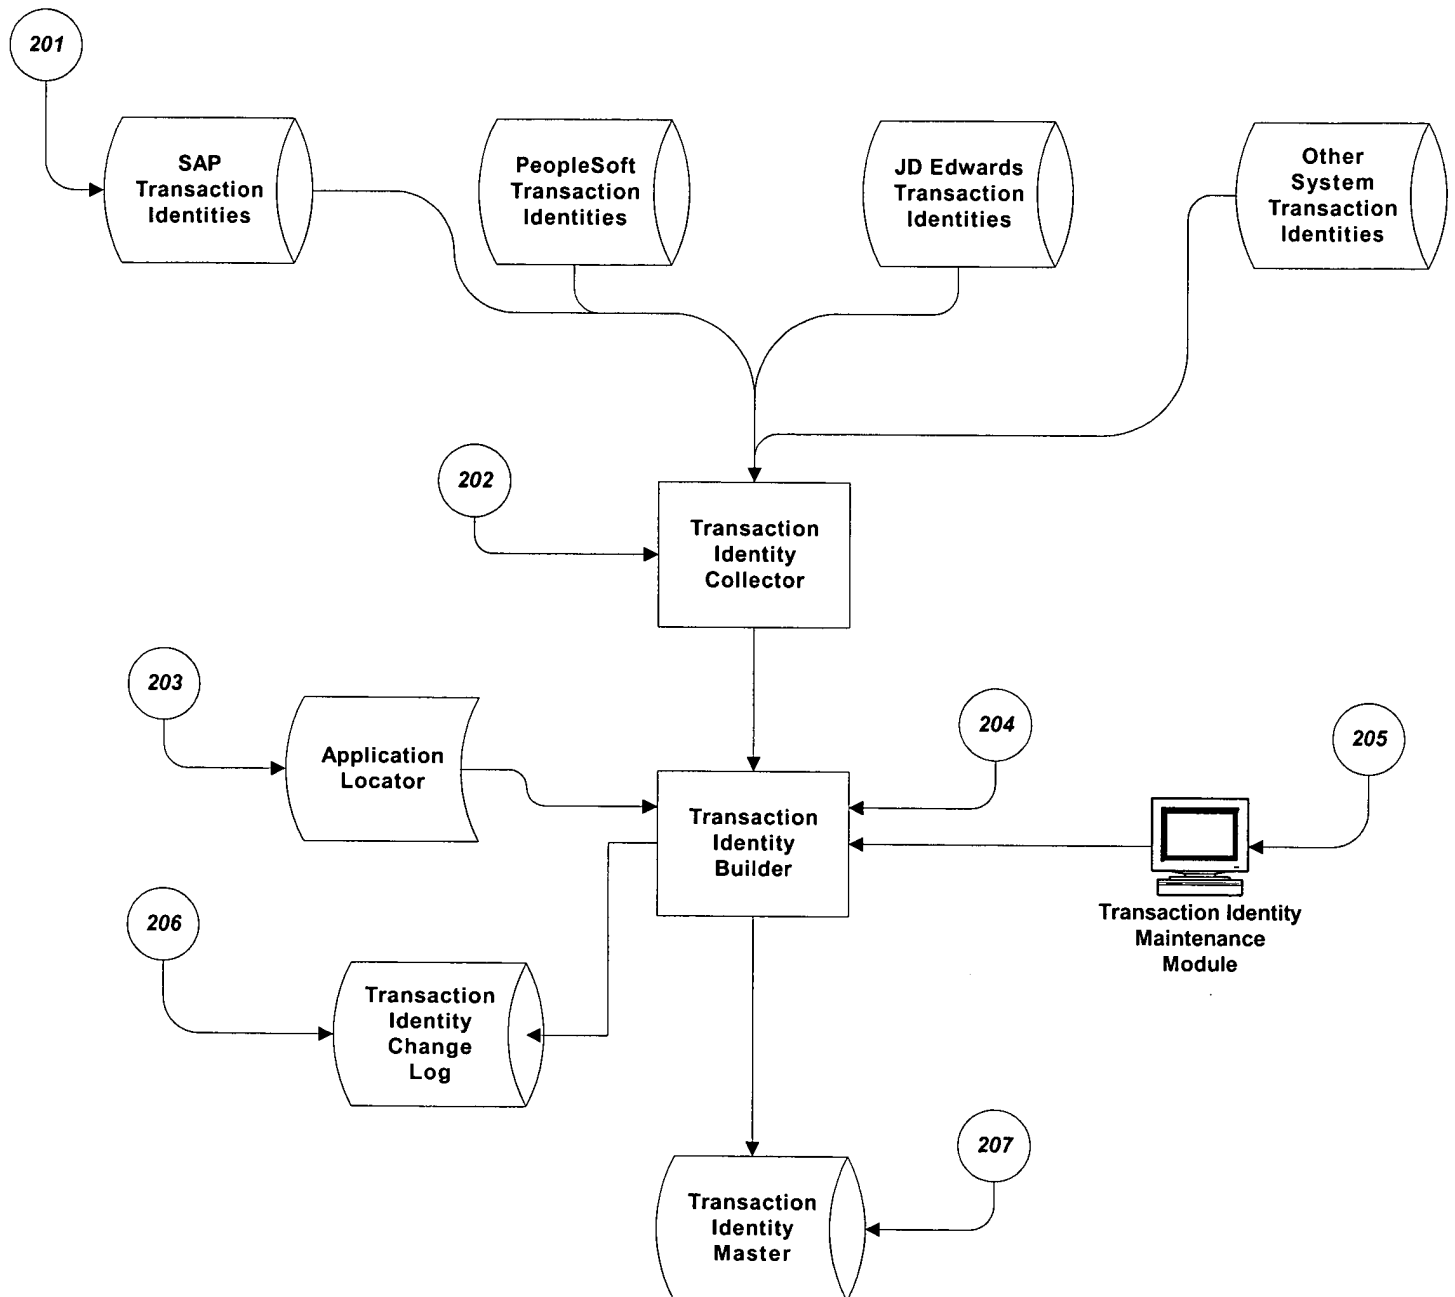 201
SAP
Transaction
Identities
PeopleSoft
Transaction
Identities
JD Edwards
Transaction
Identities
Other
System
Transaction
Identities
202
Transaction
Identity
Collector
203
Application
Locator
204
205
Transaction
Identity
Builder
Transaction Identity
Maintenance
Module
206
Transaction
Identity
Change
Log
207
Transaction
Identity
Master